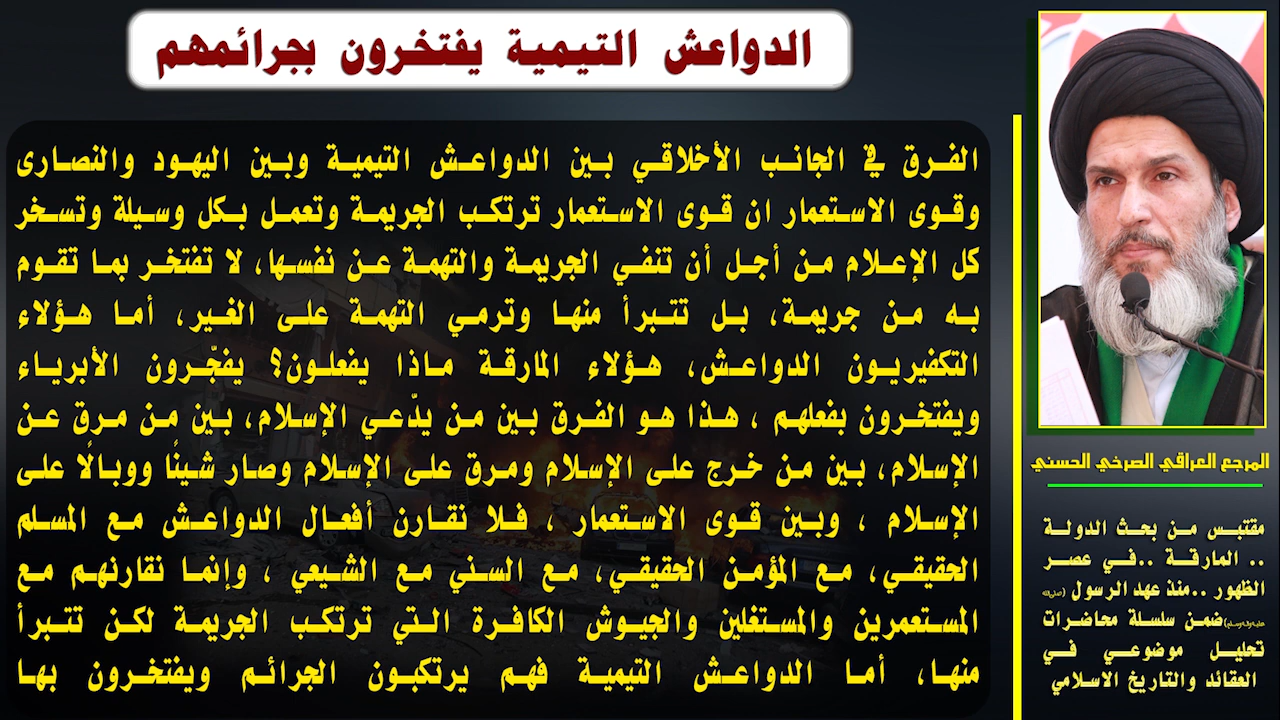 الدواعش التيمية يفتخرون بجرائمهم
الفرق في الجانب الأخلاقي بين الدواعش التيمية وبين اليهود والنصارى
وقوى الاستعمار ان قوى الاستعمار ترتكب الجريمة وتعمل بكل وسيلة وتسخر
كل الإعلام من أجل أن تنفي الجريمة والتهمة عن نفسها، لا تفتخر بما تقوم
به من جريمة، بل تتبرأ منها وترمي التهمة على الغير، أما هؤلاء
التكفيريون الدواعش، هؤلاء المارقة ماذا يفعلون؟ يفجّرون الأبرياء
ويفتخرون بفعلهم ، هذا هو الفرق بين من يدّعي الإسلام، بين من مرق عن
الإسلام، بين من خرج على الإسلام ومرق على الإسلام وصار شينًا ووبالًا على
الإسلام ، وبين قوى الاستعمار ، فلا نقارن أفعال الدواعش مع المسلم
الحقيقي، مع المؤمن الحقيقي، مع السني مع الشيعي ، وإنما نقارنهم مع
المستعمرين والمستغلين والجيوش الكافرة التي ترتكب الجريمة لكن تتبرأ
منها، أما الدواعش التيمية فهم يرتكبون الجرائم ويفتخرون بها
المرجع العراقي الصرخي الحسني
مقتبس من بحث الدولة
.. المارقة ..في عصر
الظهور ..منذ عهد الرسول (صلى الله
عليه وآله وسلم)ضمن سلسلة محاضرات
تحليل موضوعي في
العقائد والتاريخ الاسلامي